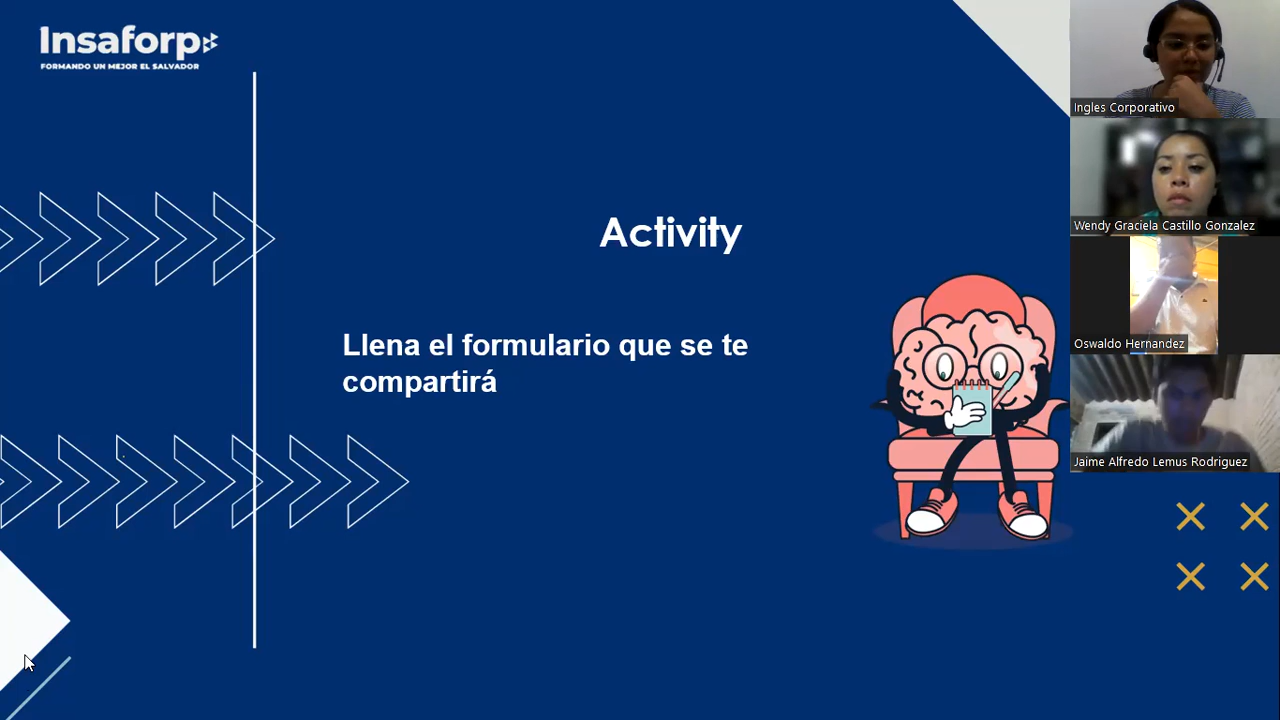 Insaforp
FORMANDO UN MEJOR EL SALVADOR
Activity
Llena el formulario que se te
compartirá
Ingles Corporativo
Wendy Graciela Castillo Gonzalez
Oswaldo Hernandez
Jaime Alfredo Lemus Rodriguez